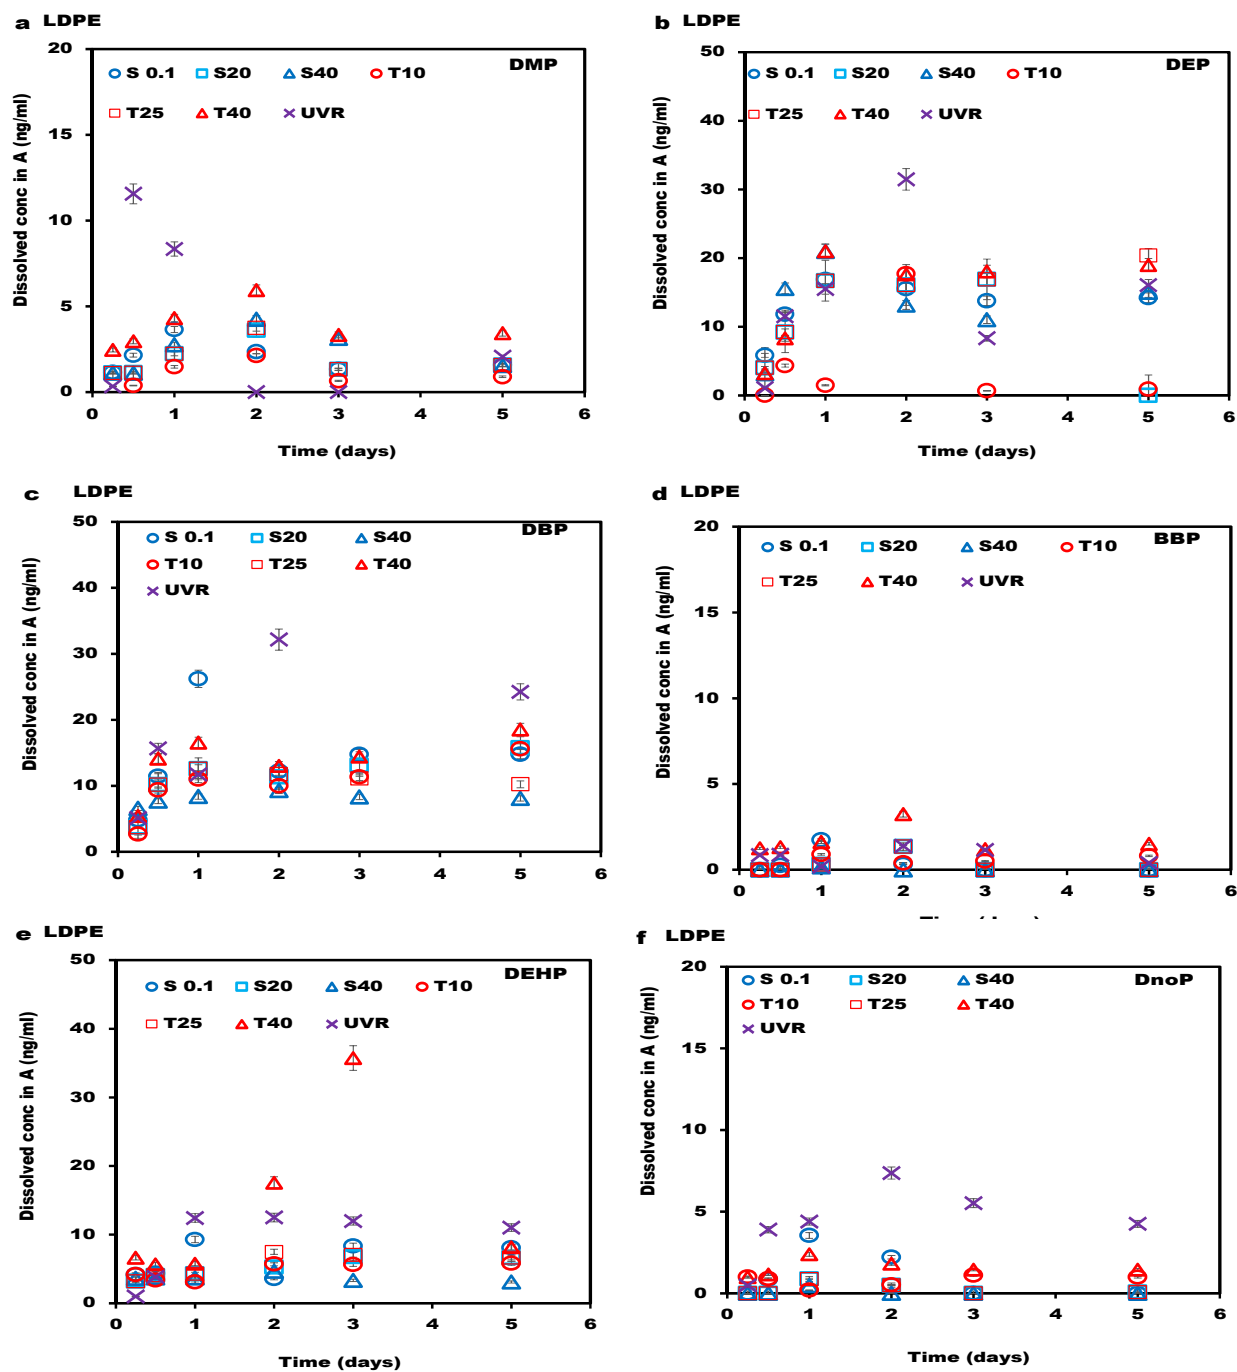 a LDPE
DMP
S 0.1 S20 S40 T10
T25 T40 UVR
20
15
10
5
0
0 1 2 3 4 5 6
Dissolved conc in A (ng/ml)
Time (days)
b LDPE
DEP
S 0.1 S20 S40 T10
T25 T40 UVR
50
40
30
20
10
0
0 1 2 3 4 5 6
Dissolved conc in A (ng/ml)
Time (days)
c LDPE
DBP
S 0.1 S20 S40
T10 T25 T40
UVR
50
40
30
20
10
0
0 1 2 3 4 5 6
Dissolved conc in A (ng/ml)
d LDPE
BBP
S 0.1 S20 S40 T10
T25 T40 UVR
20
15
10
5
0
0 1 2 3 4 5 6
Dissolved conc in A (ng/ml)
Time (days)
e LDPE
DEHP
S 0.1 S20 S40 T10
T25 T40 UVR
50
40
30
20
10
0
0 1 2 3 4 5 6
Dissolved conc in A (ng/ml)
Time (days)
f LDPE
DnoP
S 0.1 S20 S40
T10 T25 T40
UVR
20
15
10
5
0
0 1 2 3 4 5 6
Dissolved conc in A (ng/ml)
Time (days)